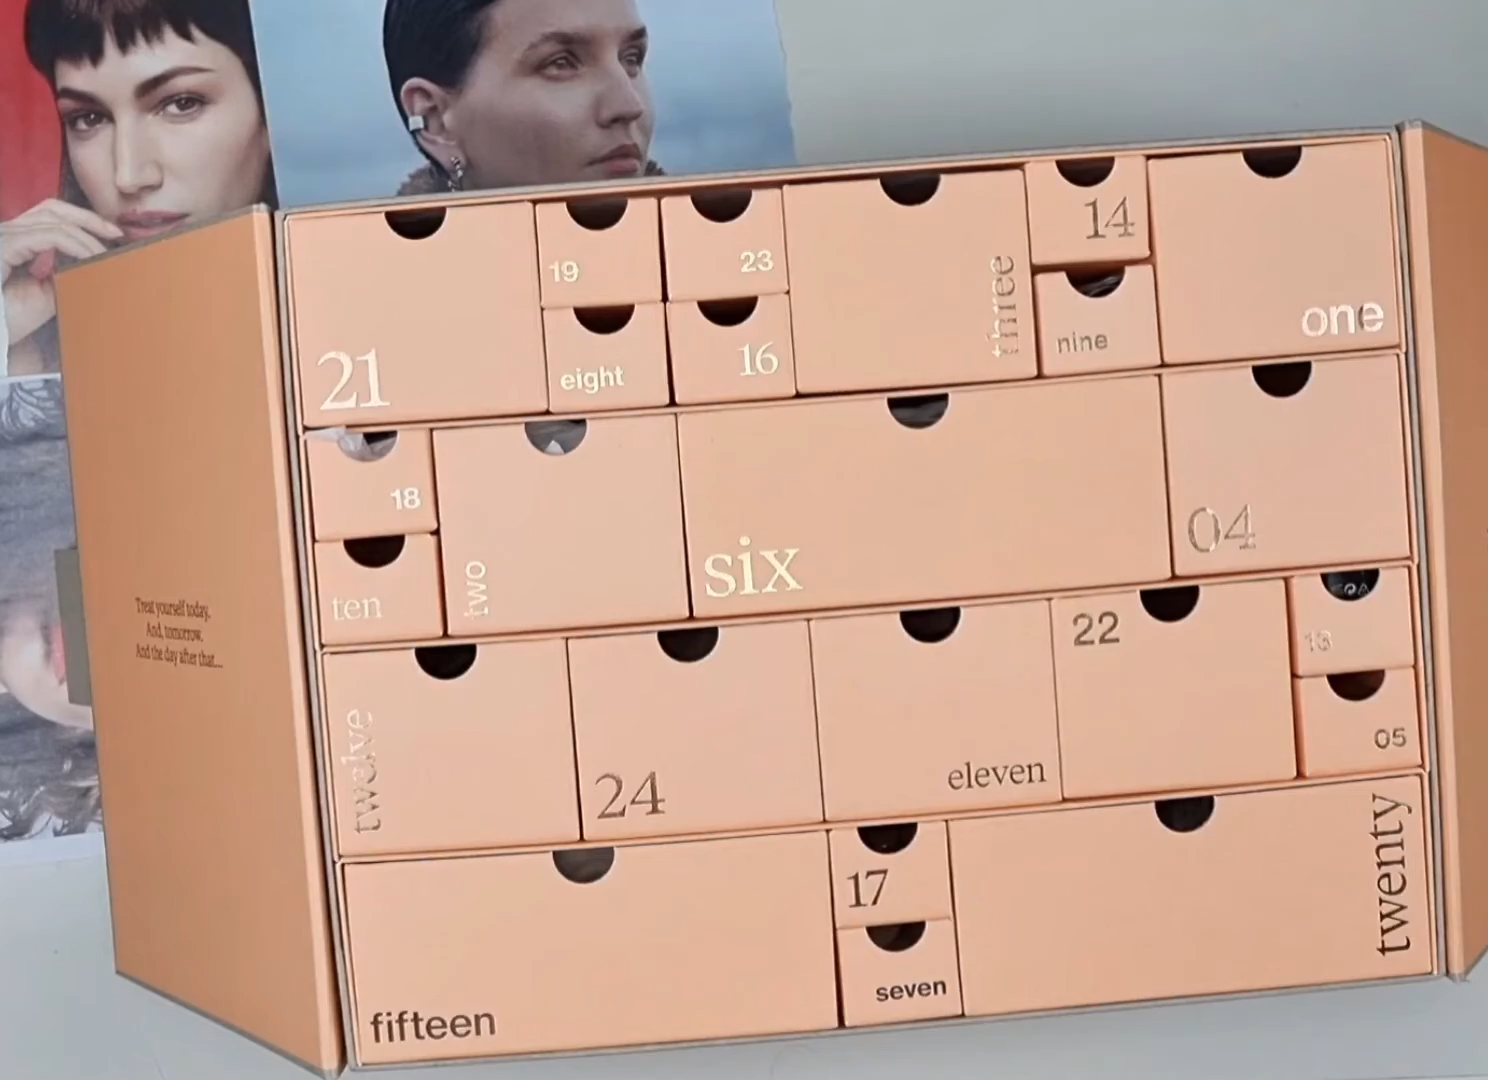 21
19
23
three
14
one
eight
16
nine
18
two
six
04
ten
Treat yourself today.
And, tomorrow.
And the day after that...
twelve
24
eleven
22
13
05
fifteen
17
seven
twenty